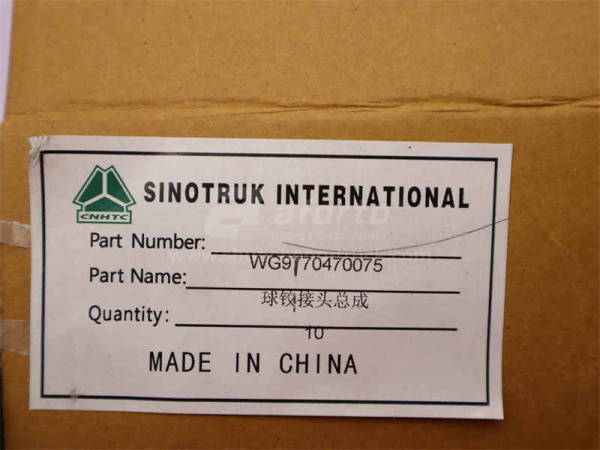 CNHTC
SINOTRUK INTERNATIONAL
Part Number:
WG9770470075
Part Name:
球铰接头总成
Quantity:
10
MADE IN CHINA